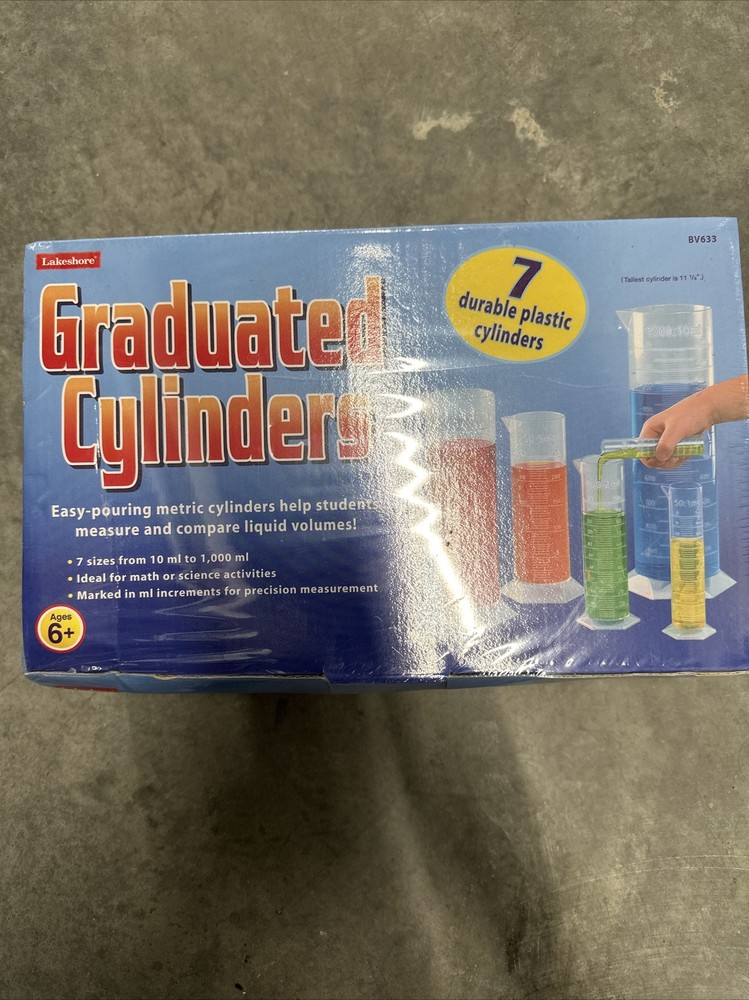 Lakeshore
BV633
7
durable plastic
cylinders
(Tallest cylinder is 11 ¼".)
Graduated
Cylinders
Easy-pouring metric cylinders help students
measure and compare liquid volumes!
• 7 sizes from 10 ml to 1,000 ml
• Ideal for math or science activities
• Marked in ml increments for precision measurement
Ages
6+